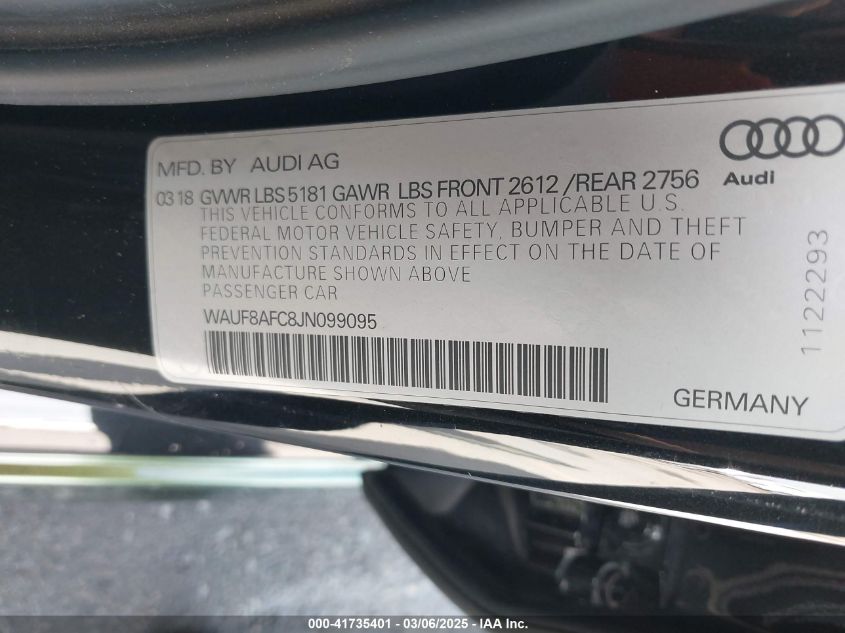 MFD. BY AUDI AG
03 18 GVWR LBS 5181 GAWR LBS FRONT 2612 /REAR 2756
THIS VEHICLE CONFORMS TO ALL APPLICABLE U.S.
FEDERAL MOTOR VEHICLE SAFETY, BUMPER AND THEFT
PREVENTION STANDARDS IN EFFECT ON THE DATE OF
MANUFACTURE SHOWN ABOVE
PASSENGER CAR
WAUF8AFC8JN099095
Audi
1122293
GERMANY
000-41735401 - 03/06/2025 - IAA Inc.